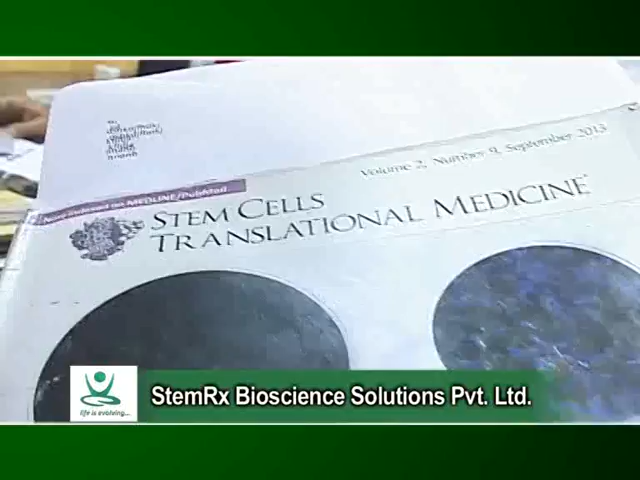 Volume 2, Number 9, September 2013
Now indexed on MEDLINE/PubMed
STEM CELLS
TRANSLATIONAL MEDICINE
StemRx Bioscience Solutions Pvt. Ltd.
life is evolving...